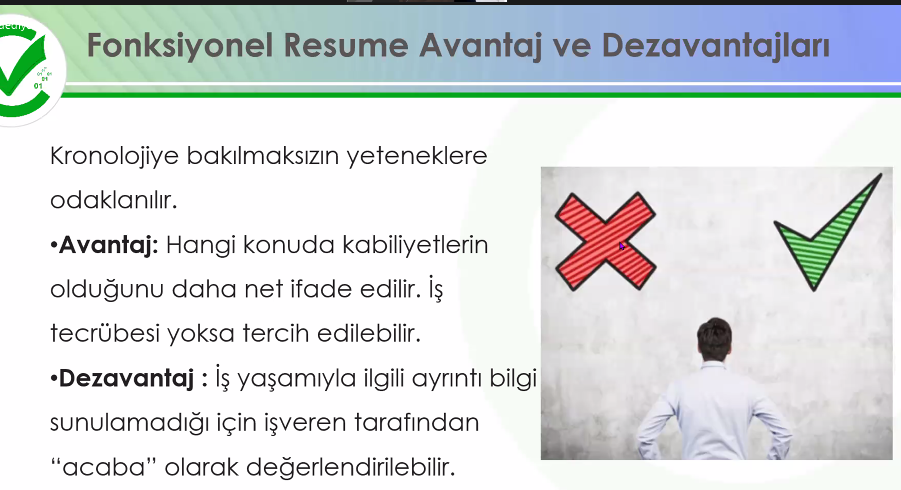 Fonksiyonel Resume Avantaj ve Dezavantajları
Kronolojiye bakılmaksızın yeteneklere
odaklanılır.
•Avantaj: Hangi konuda kabiliyetlerin
olduğunu daha net ifade edilir. İş
tecrübesi yoksa tercih edilebilir.
•Dezavantaj : İş yaşamıyla ilgili ayrıntı bilgi
sunulamadığı için işveren tarafından
“acaba” olarak değerlendirilebilir.